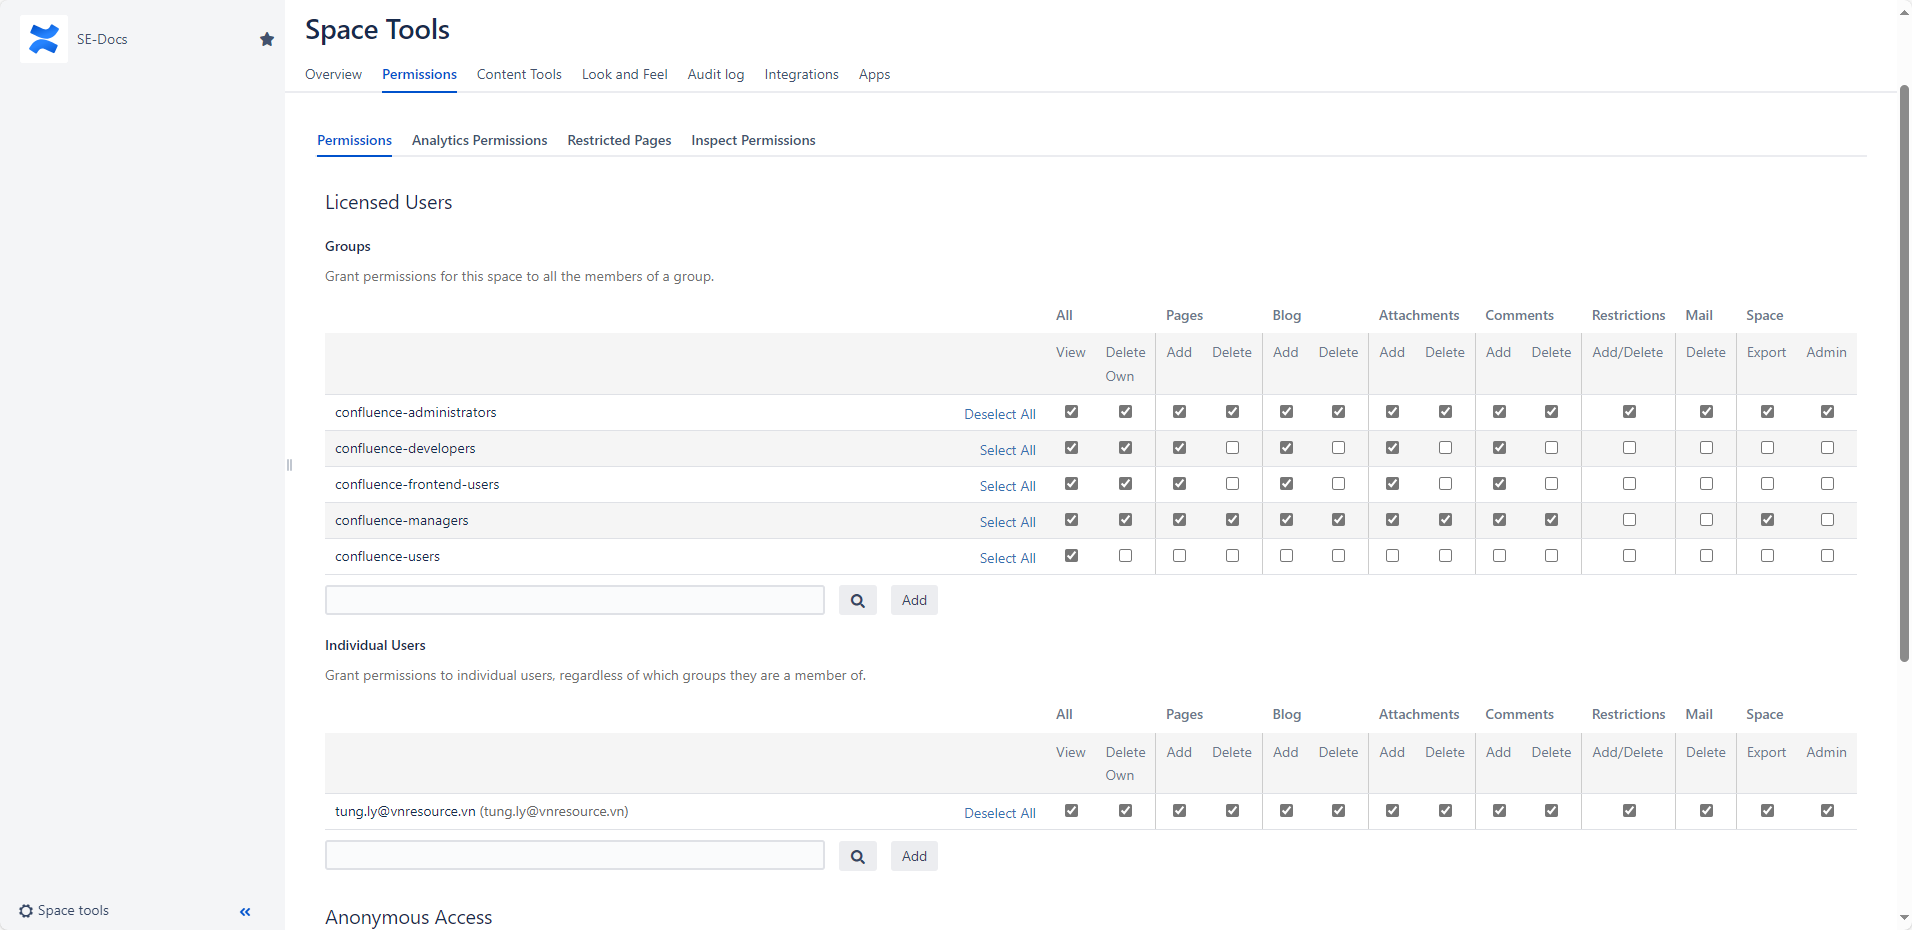 SE-Docs
Space Tools
Overview Permissions Content Tools Look and Feel Audit log Integrations Apps
Permissions Analytics Permissions Restricted Pages Inspect Permissions
Licensed Users
Groups
Grant permissions for this space to all the members of a group.
All Pages Blog Attachments Comments Restrictions Mail Space
View Delete Own Add Delete Add Delete Add Delete Add Delete Add/Delete Delete Export Admin
confluence-administrators Deselect All
confluence-developers Select All
confluence-frontend-users Select All
confluence-managers Select All
confluence-users Select All
Add
Individual Users
Grant permissions to individual users, regardless of which groups they are a member of.
All Pages Blog Attachments Comments Restrictions Mail Space
View Delete Own Add Delete Add Delete Add Delete Add Delete Add/Delete Delete Export Admin
tung.ly@vnresource.vn (tung.ly@vnresource.vn) Deselect All
Add
Anonymous Access
Space tools